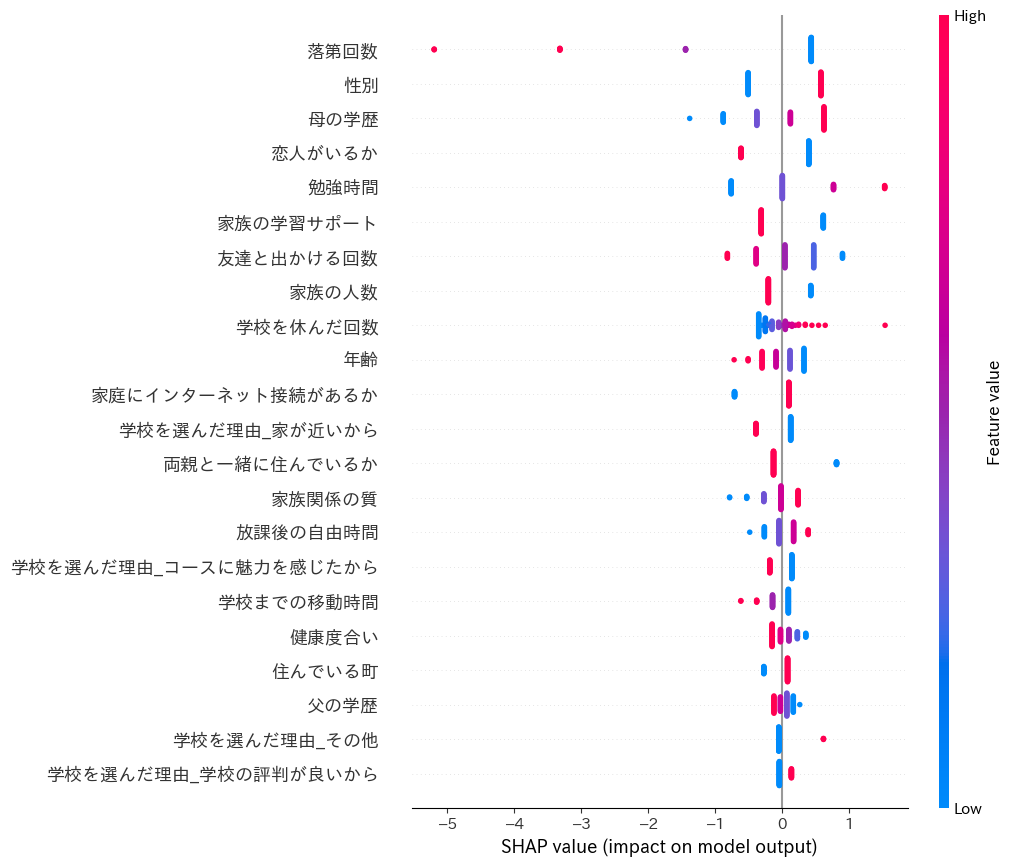 High
落第回数
性別
母の学歴
恋人がいるか
勉強時間
家族の学習サポート
友達と出かける回数
家族の人数
学校を休んだ回数
年齢
家庭にインターネット接続があるか
学校を選んだ理由_家が近いから
両親と一緒に住んでいるか
家族関係の質
放課後の自由時間
学校を選んだ理由_コースに魅力を感じたから
学校までの移動時間
健康度合い
住んでいる町
父の学歴
学校を選んだ理由_その他
学校を選んだ理由_学校の評判が良いから
Feature value
Low
−5 −4 −3 −2 −1 0 1
SHAP value (impact on model output)